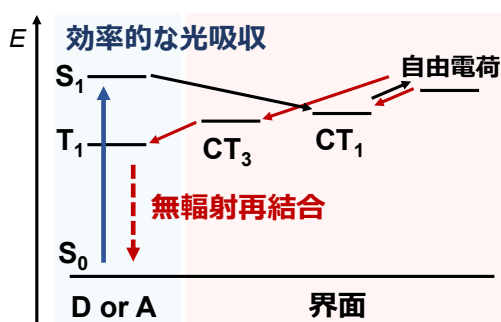 E
効率的な光吸収
S₁
自由電荷
T₁
CT₃
CT₁
無輻射再結合
S₀
D or A
界面